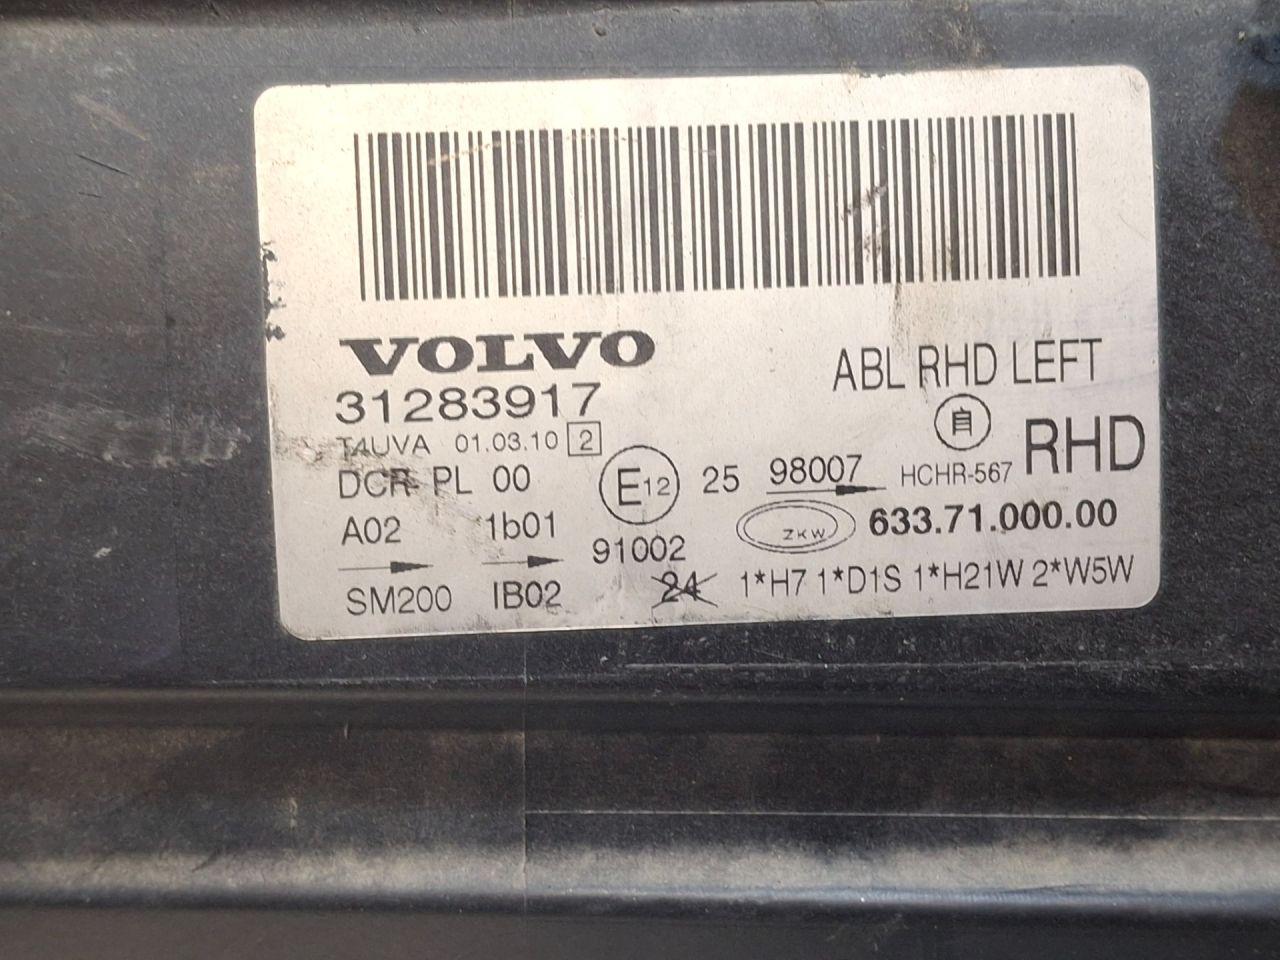 VOLVO
31283917
ABL RHD LEFT
T4UVA 01.03.10 2
自
RHD
DCR PL 00
E12
25 98007
HCHR-567
A02 1b01
91002
ZKW
633.71.000.00
SM200 IB02
24
1*H7 1*D1S 1*H21W 2*W5W